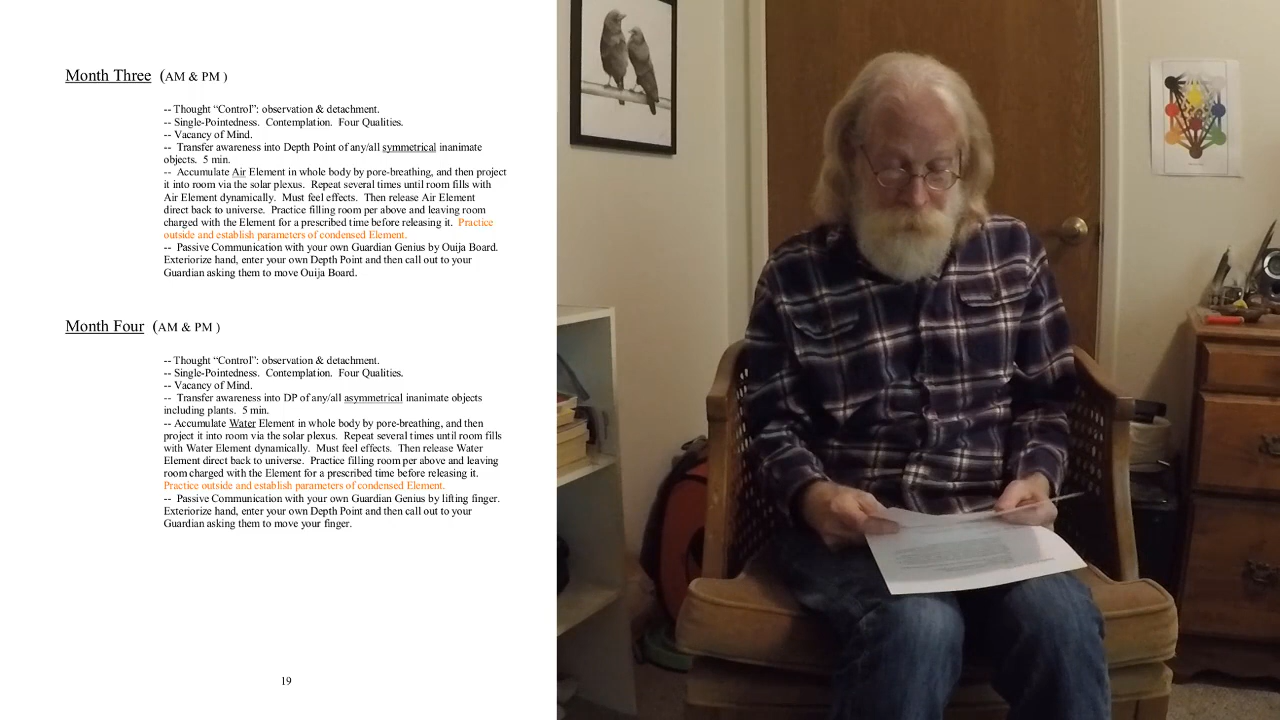 Month Three (AM & PM )
-- Thought “Control”: observation & detachment.
-- Single-Pointedness. Contemplation. Four Qualities.
-- Vacancy of Mind.
-- Transfer awareness into Depth Point of any/all symmetrical inanimate
objects. 5 min.
-- Accumulate Air Element in whole body by pore-breathing, and then project
it into room via the solar plexus. Repeat several times until room fills with
Air Element dynamically. Must feel effects. Then release Air Element
direct back to universe. Practice filling room per above and leaving room
charged with the Element for a prescribed time before releasing it. Practice
outside and establish parameters of condensed Element.
-- Passive Communication with your own Guardian Genius by Ouija Board.
Exteriorize hand, enter your own Depth Point and then call out to your
Guardian asking them to move Ouija Board.
Month Four (AM & PM )
-- Thought “Control”: observation & detachment.
-- Single-Pointedness. Contemplation. Four Qualities.
-- Vacancy of Mind.
-- Transfer awareness into DP of any/all asymmetrical inanimate objects
including plants. 5 min.
-- Accumulate Water Element in whole body by pore-breathing, and then
project it into room via the solar plexus. Repeat several times until room fills
with Water Element dynamically. Must feel effects. Then release Water
Element direct back to universe. Practice filling room per above and leaving
room charged with the Element for a prescribed time before releasing it.
Practice outside and establish parameters of condensed Element.
-- Passive Communication with your own Guardian Genius by lifting finger.
Exteriorize hand, enter your own Depth Point and then call out to your
Guardian asking them to move your finger.
19